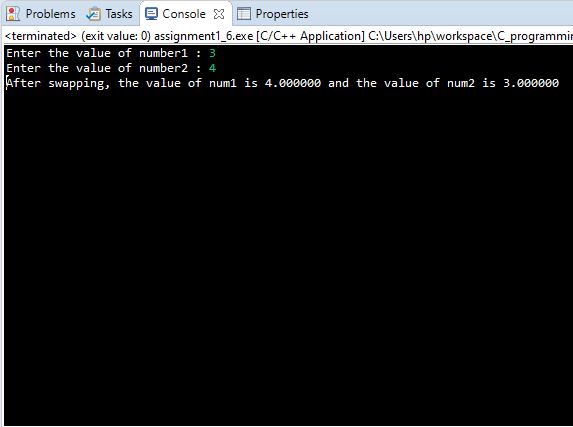 Problems Tasks Console Properties
<terminated> (exit value: 0) assignment1_6.exe [C/C++ Application] C:\Users\hp\workspace\C_programmin
Enter the value of number1 : 3
Enter the value of number2 : 4
After swapping, the value of num1 is 4.000000 and the value of num2 is 3.000000